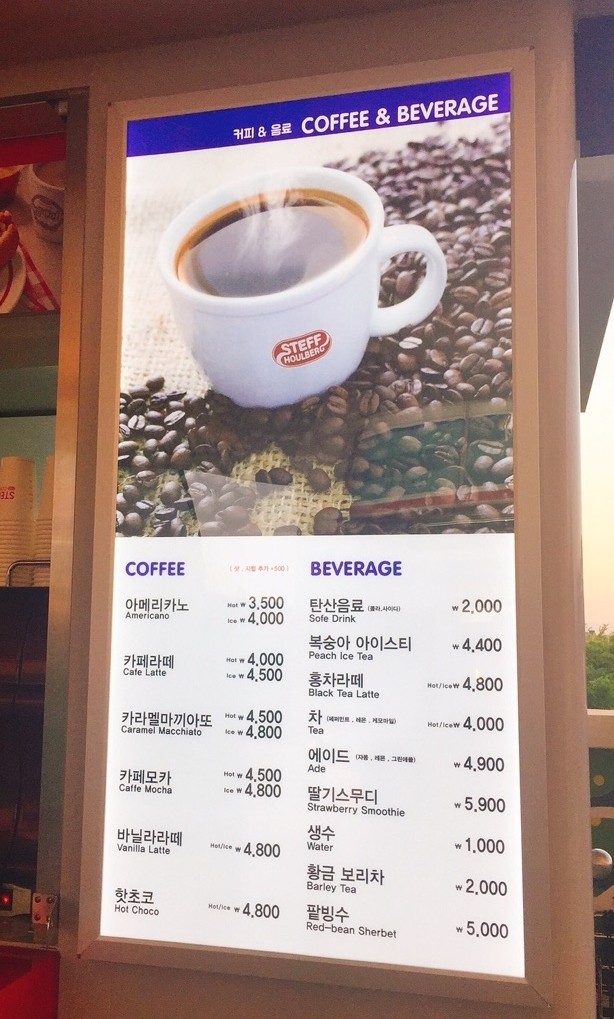 커피 & 음료 COFFEE & BEVERAGE
STEFF
HOULBERG
COFFEE (샷, 시럽 추가 +500)
아메리카노 Hot ₩ 3,500
Americano Ice ₩ 4,000
카페라떼 Hot ₩ 4,000
Cafe Latte Ice ₩ 4,500
카라멜마끼아또 Hot ₩ 4,500
Caramel Macchiato Ice ₩ 4,800
카페모카 Hot ₩ 4,500
Caffe Mocha Ice ₩ 4,800
바닐라라떼 Hot/Ice ₩ 4,800
Vanilla Latte
핫초코 Hot/Ice ₩ 4,800
Hot Choco
BEVERAGE
탄산음료 (콜라,사이다) ₩ 2,000
Sofe Drink
복숭아 아이스티 ₩ 4,400
Peach Ice Tea
홍차라떼 Hot/Ice₩ 4,800
Black Tea Latte
차 (페퍼민트, 레몬, 케모마일) Hot/Ice₩ 4,000
Tea
에이드 (자몽, 레몬, 그린애플) ₩ 4,900
Ade
딸기스무디 ₩ 5,900
Strawberry Smoothie
생수 ₩ 1,000
Water
황금 보리차 ₩ 2,000
Barley Tea
팥빙수 ₩ 5,000
Red-bean Sherbet